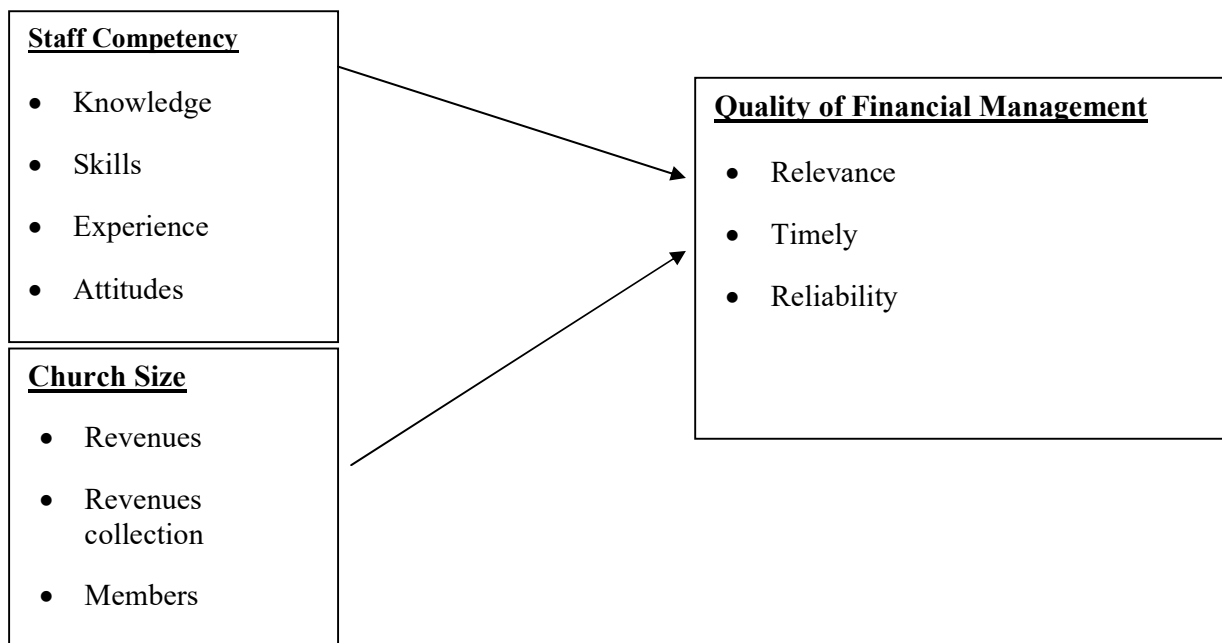 Staff Competency
• Knowledge
• Skills
• Experience
• Attitudes
Church Size
• Revenues
• Revenues
collection
• Members
Quality of Financial Management
• Relevance
• Timely
• Reliability